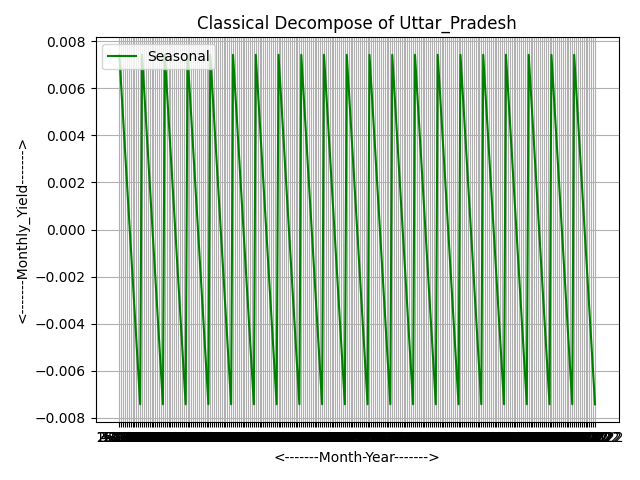 Classical Decompose of Uttar_Pradesh
Seasonal
0.008
0.006
0.004
0.002
0.000
−0.002
−0.004
−0.006
−0.008
<-------Monthly_Yield------->
<-------Month-Year------->